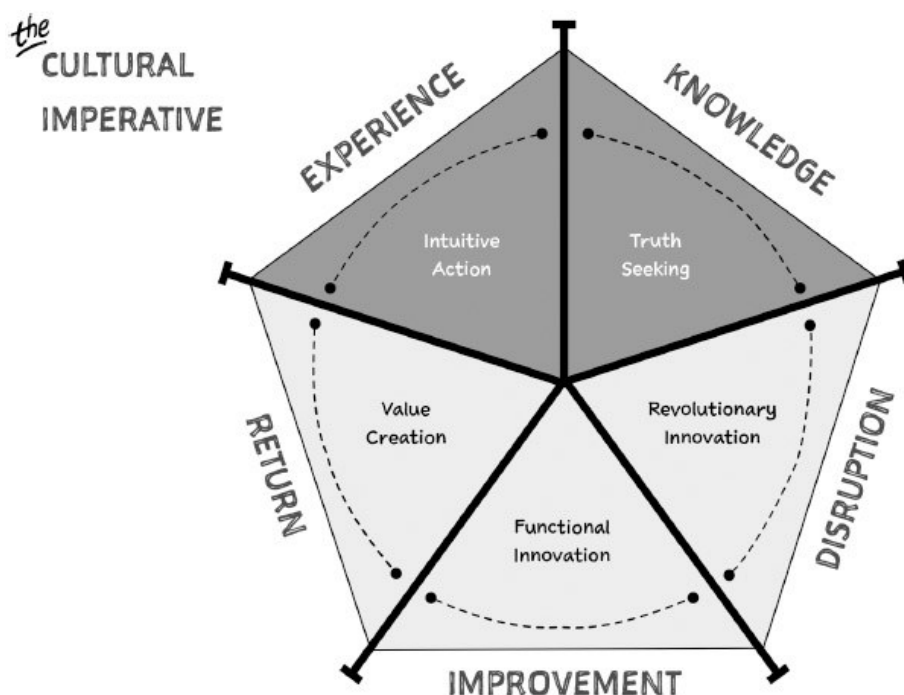 the
CULTURAL
IMPERATIVE
EXPERIENCE
KNOWLEDGE
Intuitive
Action
Truth
Seeking
RETURN
Value
Creation
Revolutionary
Innovation
DISRUPTION
Functional
Innovation
IMPROVEMENT